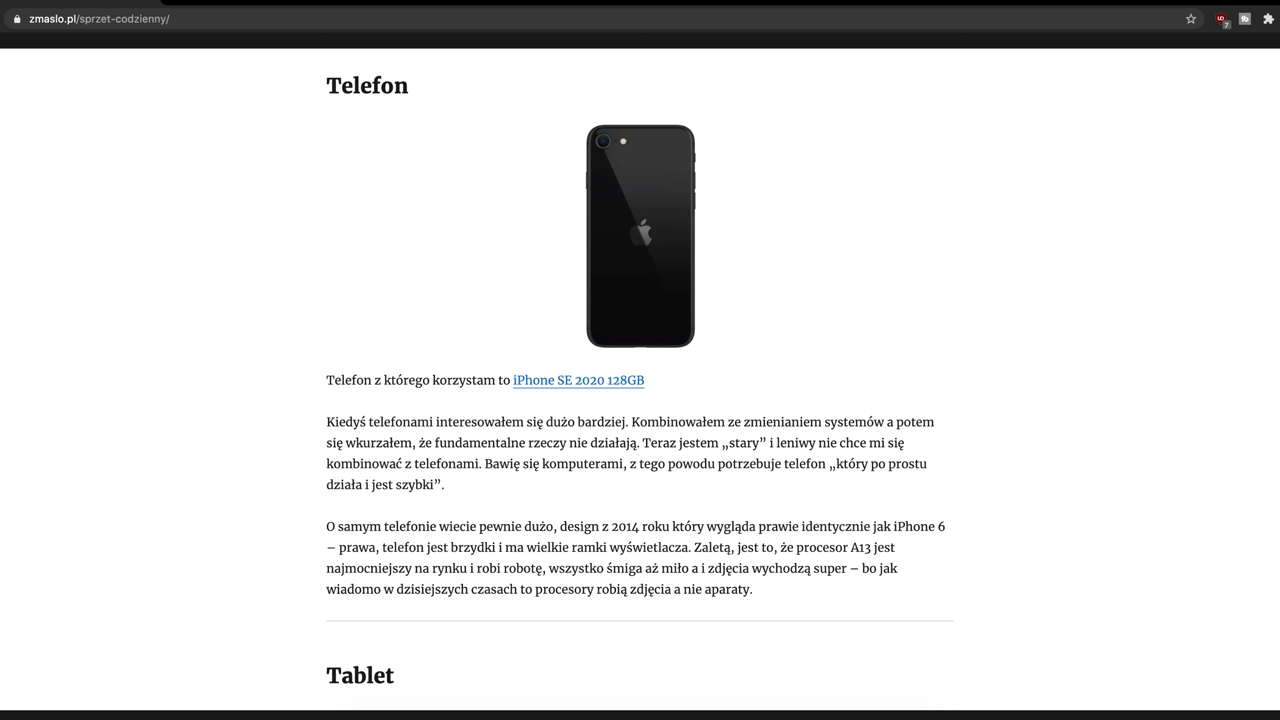 zmaslo.pl/sprzet-codzienny/
7
Telefon
Telefon z którego korzystam to iPhone SE 2020 128GB
Kiedyś telefonami interesowałem się dużo bardziej. Kombinowałem ze zmienianiem systemów a potem
się wkurzałem, że fundamentalne rzeczy nie działają. Teraz jestem „stary” i leniwy nie chce mi się
kombinować z telefonami. Bawię się komputerami, z tego powodu potrzebuje telefon „który po prostu
działa i jest szybki”.
O samym telefonie wiecie pewnie dużo, design z 2014 roku który wygląda prawie identycznie jak iPhone 6
– prawa, telefon jest brzydki i ma wielkie ramki wyświetlacza. Zaletą, jest to, że procesor A13 jest
najmocniejszy na rynku i robi robotę, wszystko śmiga aż miło a i zdjęcia wychodzą super – bo jak
wiadomo w dzisiejszych czasach to procesory robią zdjęcia a nie aparaty.
Tablet